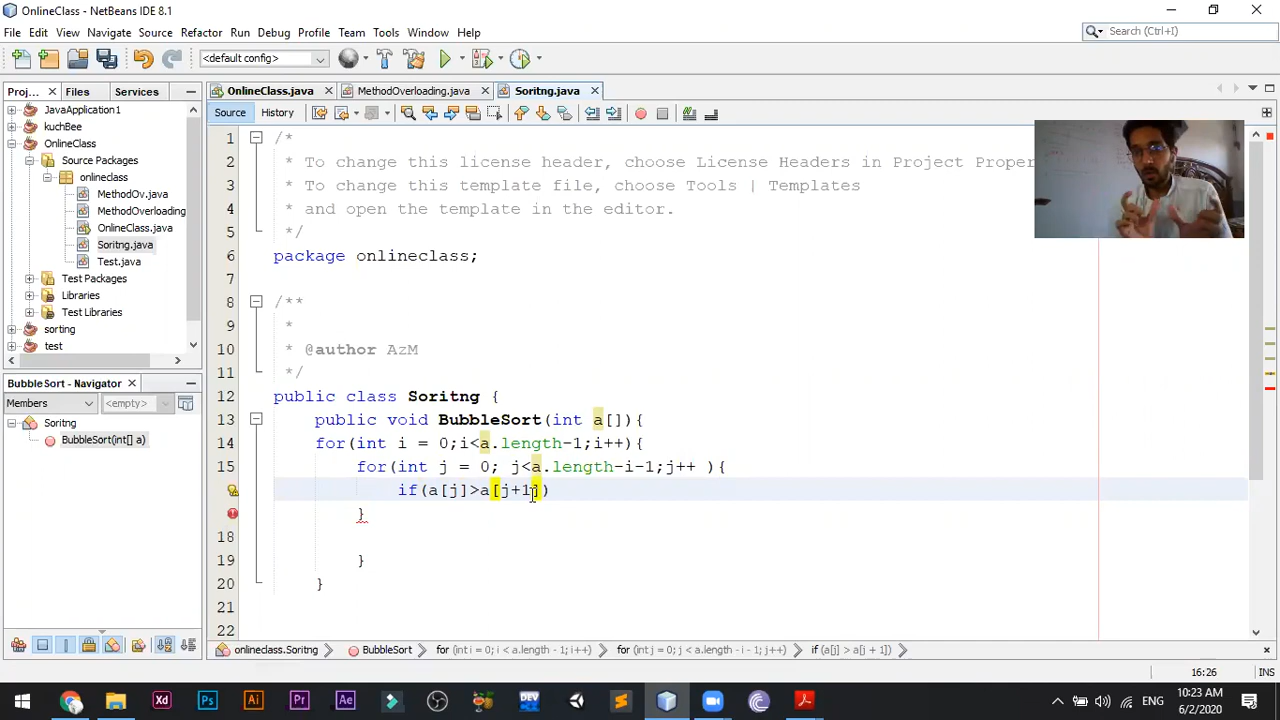 OnlineClass - NetBeans IDE 8.1
File Edit View Navigate Source Refactor Run Debug Profile Team Tools Window Help
Search (Ctrl+I)
<default config>
Proj... Files Services
OnlineClass.java MethodOverloading.java Soritng.java
Source History
JavaApplication1
kuchBee
OnlineClass
Source Packages
onlineclass
MethodOv.java
MethodOverloading
OnlineClass.java
Soritng.java
Test.java
Test Packages
Libraries
Test Libraries
sorting
test
BubbleSort - Navigator
Members <empty>
Soritng
BubbleSort(int[] a)
1 /*
2 * To change this license header, choose License Headers in Project Proper
3 * To change this template file, choose Tools | Templates
4 * and open the template in the editor.
5 */
6 package onlineclass;
7
8 /**
9 *
10 * @author AzM
11 */
12 public class Soritng {
13 public void BubbleSort(int a[]){
14 for(int i = 0;i<a.length-1;i++){
15 for(int j = 0; j<a.length-i-1;j++ ){
if(a[j]>a[j+1])
}
18
19 }
20 }
21
22
onlineclass.Soritng BubbleSort for (int i = 0; i < a.length - 1; i++) for (int j = 0; j < a.length - i - 1; j++) if (a[j] > a[j + 1])
16:26 INS
Xd Ps Ai Pr Ae DEV
ENG
10:23 AM
6/2/2020